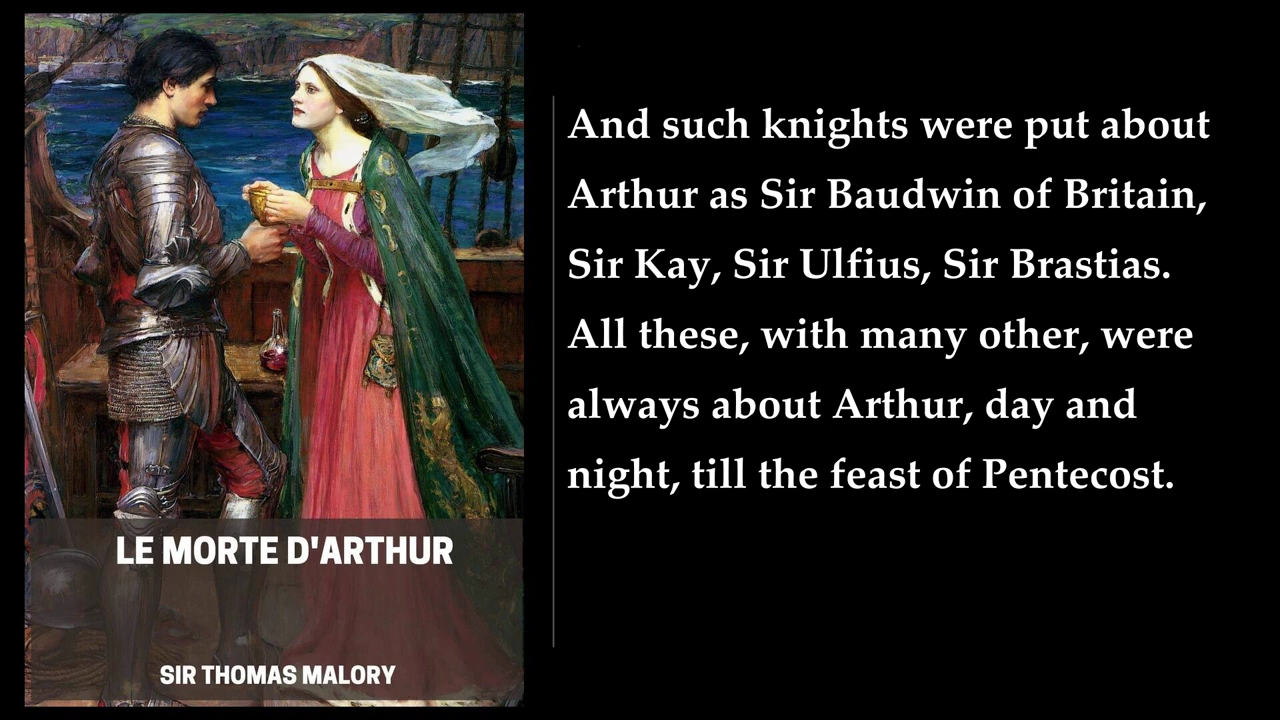 LE MORTE D'ARTHUR
SIR THOMAS MALORY
And such knights were put about
Arthur as Sir Baudwin of Britain,
Sir Kay, Sir Ulfius, Sir Brastias.
All these, with many other, were
always about Arthur, day and
night, till the feast of Pentecost.